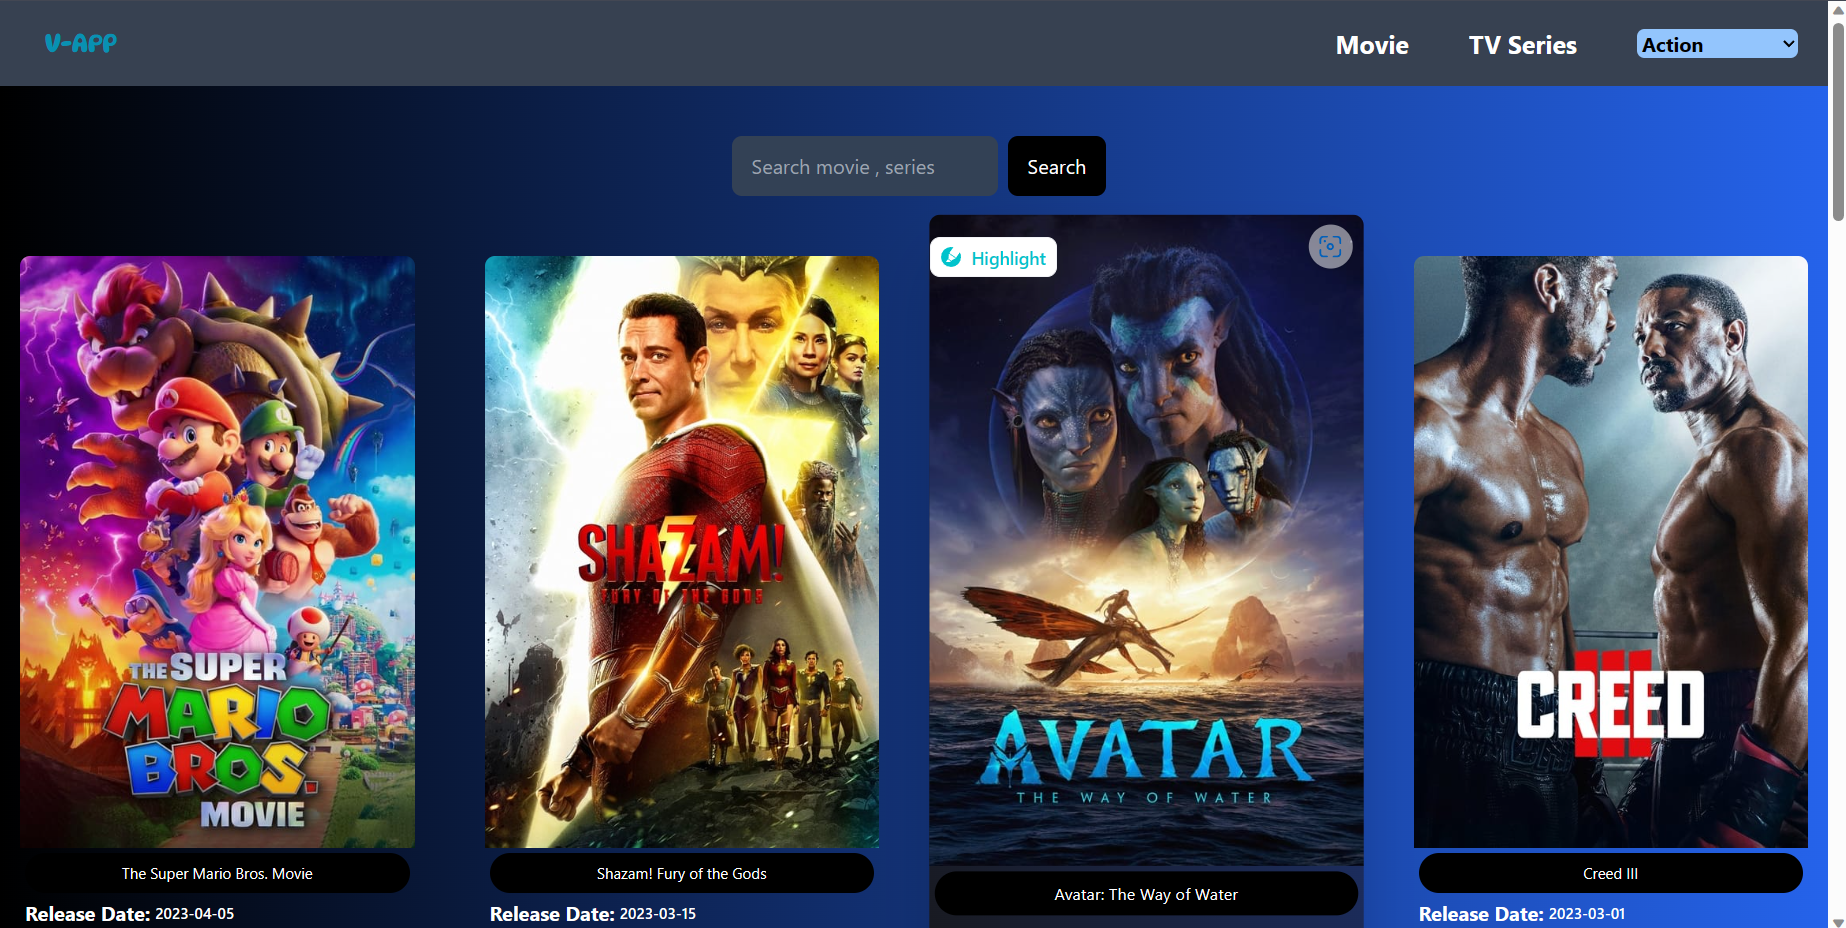 V-APP
Movie
TV Series
Action
Search movie , series
Search
Highlight
THE SUPER
MARIO
BROS.
MOVIE
SHAZAM!
FURY OF THE GODS
AVATAR
THE WAY OF WATER
CREED
III
The Super Mario Bros. Movie
Shazam! Fury of the Gods
Avatar: The Way of Water
Creed III
Release Date: 2023-04-05
Release Date: 2023-03-15
Release Date: 2023-03-01